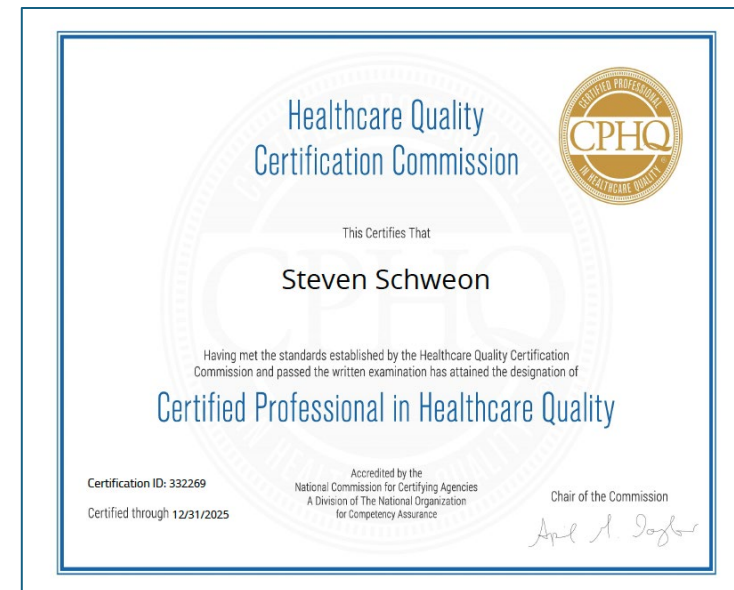 Healthcare Quality
Certification Commission
CERTIFIED PROFESSIONAL
CPHQ
®
IN HEALTHCARE QUALITY
This Certifies That
Steven Schweon
Having met the standards established by the Healthcare Quality Certification
Commission and passed the written examination has attained the designation of
Certified Professional in Healthcare Quality
Certification ID: 332269
Certified through 12/31/2025
Accredited by the
National Commission for Certifying Agencies
A Division of The National Organization
for Competency Assurance
Chair of the Commission